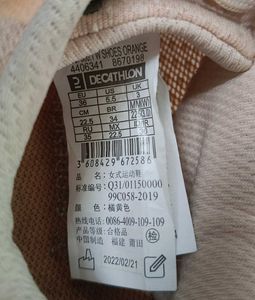 W SHOES ORANGE
4406341 8670198
DECATHLON
EU US UK
36 5.5 3
CM BR
22.5 34
RU MX
35 22.5
3 608429 672586
品 名：女式运动鞋
标准编号：Q31/01150000
99C058-2019
颜 色：橘黄色
热线电话：0086-4009-109-109
产品等级：合格品
中国制造 福建 莆田
检
2022/02/21